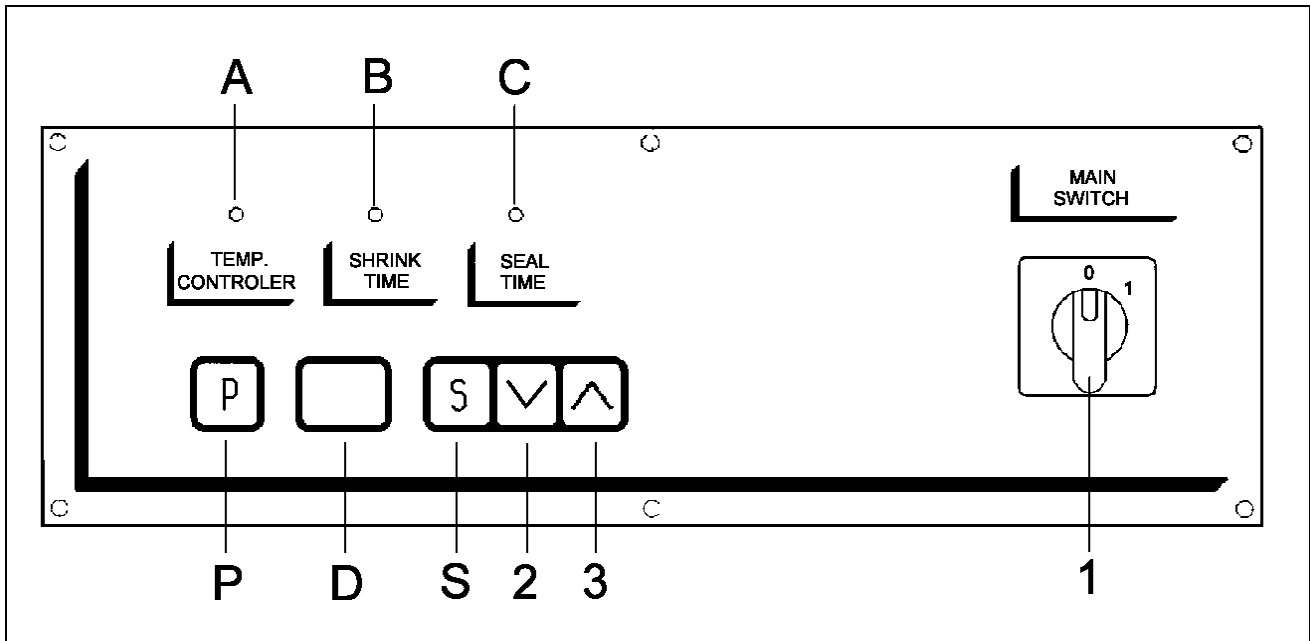 A B C
MAIN
SWITCH
TEMP.
CONTROLER
SHRINK
TIME
SEAL
TIME
0
1
P S
P D S 2 3 1